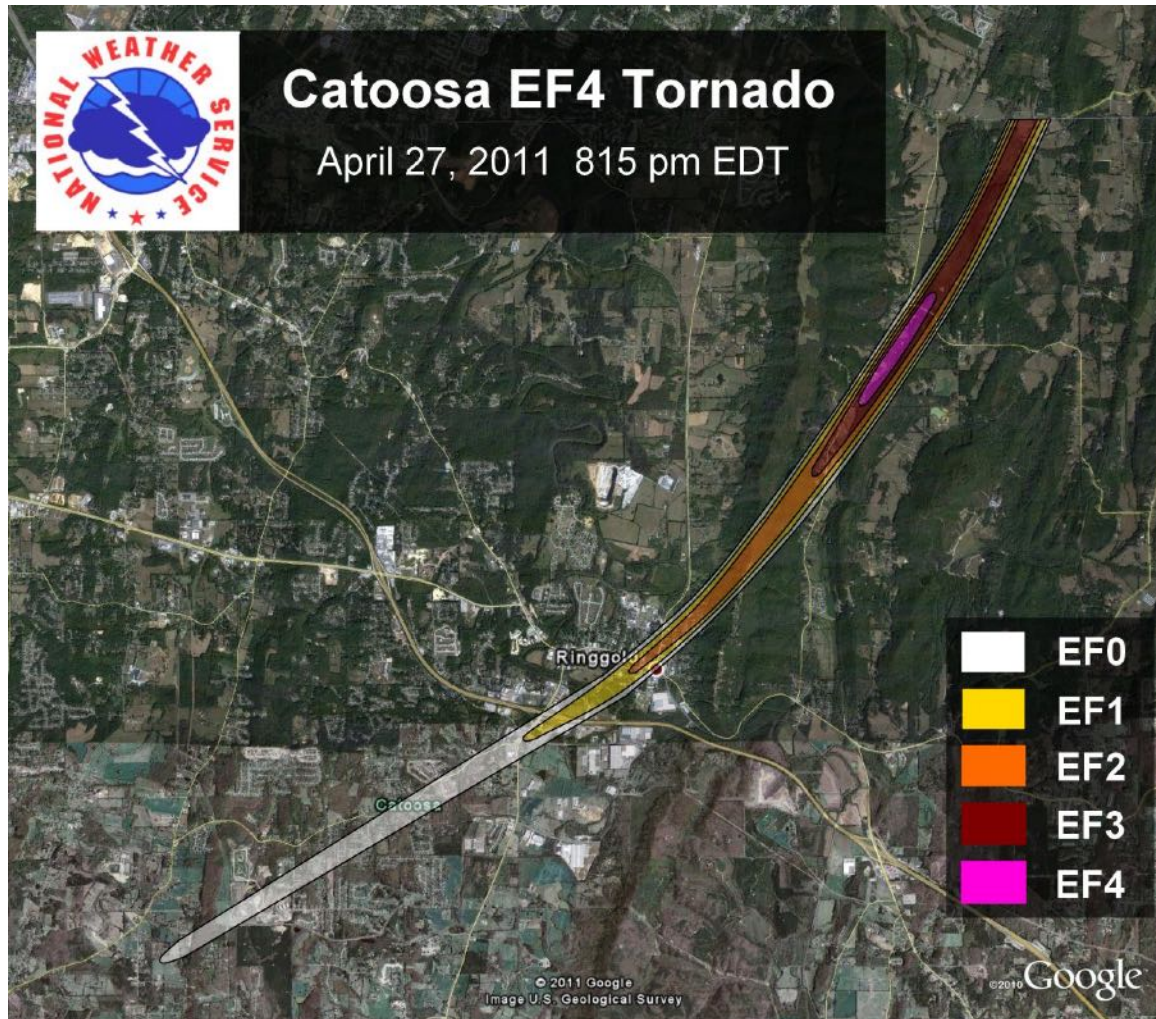 NATIONAL WEATHER SERVICE
Catoosa EF4 Tornado
April 27, 2011 815 pm EDT
Ringgold
Catoosa
EF0
EF1
EF2
EF3
EF4
© 2011 Google
Image U.S. Geological Survey
©2010 Google